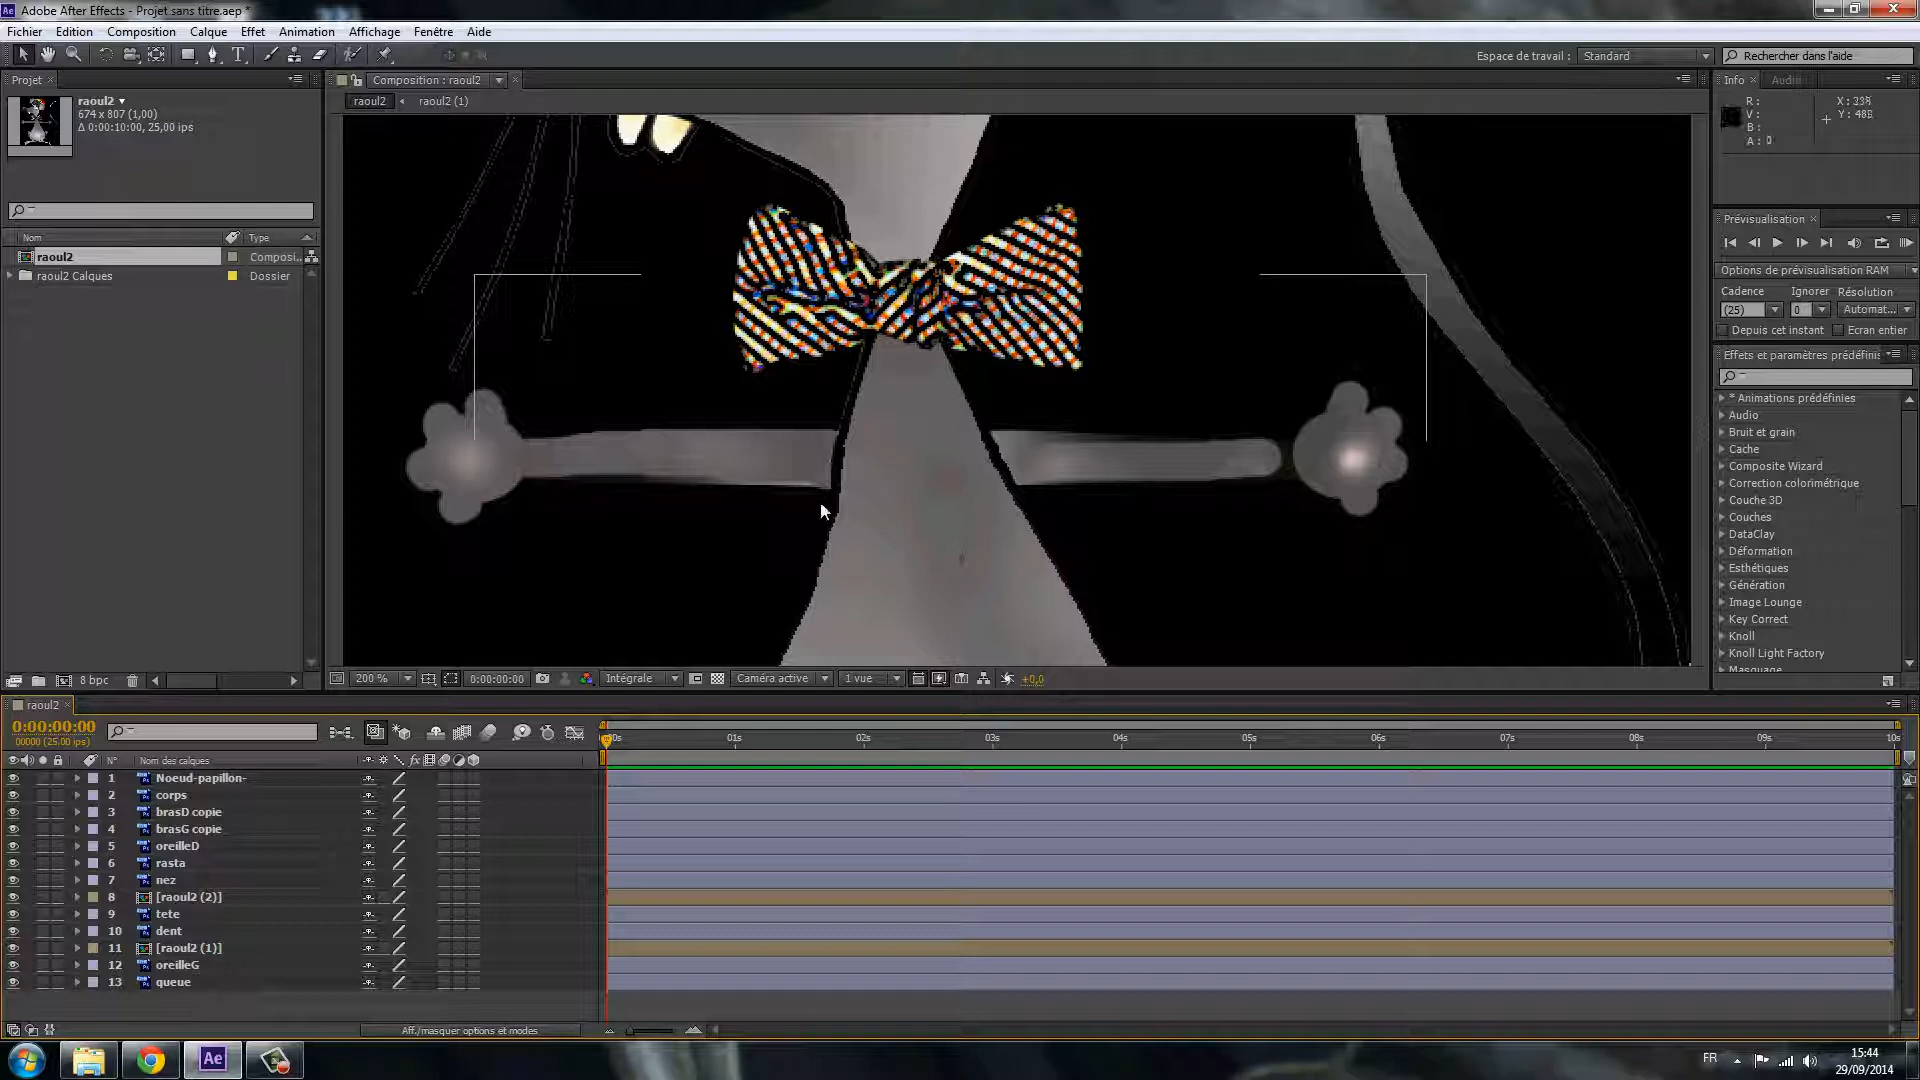 Adobe After Effects - Projet sans titre.aep *
Fichier Edition Composition Calque Effet Animation Affichage Fenêtre Aide
Espace de travail : Standard Rechercher dans l'aide
Projet Composition : raoul2 Info Audio
raoul2 raoul2 (1)
raoul2
674 x 807 (1,00)
Δ 0:00:10:00, 25,00 ips
R :
V :
B :
A : 0
Nom Type
raoul2 Composi...
raoul2 Calques Dossier
Prévisualisation
Options de prévisualisation RAM
Cadence Ignorer Résolution
(25) 0 Automat...
Depuis cet instant Ecran entier
Effets et paramètres prédéfinis
* Animations prédéfinies
Audio
Bruit et grain
Cache
Composite Wizard
Correction colorimétrique
Couche 3D
Couches
DataClay
Déformation
Esthétiques
Génération
Image Lounge
Key Correct
Knoll
Knoll Light Factory
Masquage
8 bpc
200 % 0:00:00:00 Intégrale Caméra active 1 vue +0,0
raoul2
0:00:00:00
00000 (25.00 ips)
00s 01s 02s 03s 04s 05s 06s 07s 08s 09s 10s
N° Nom des calques fx
1 Noeud-papillon-
2 corps
3 brasD copie
4 brasG copie
5 oreilleD
6 rasta
7 nez
8 [raoul2 (2)]
9 tete
10 dent
11 [raoul2 (1)]
12 oreilleG
13 queue
Aff./masquer options et modes
Ae FR 15:44
29/09/2014